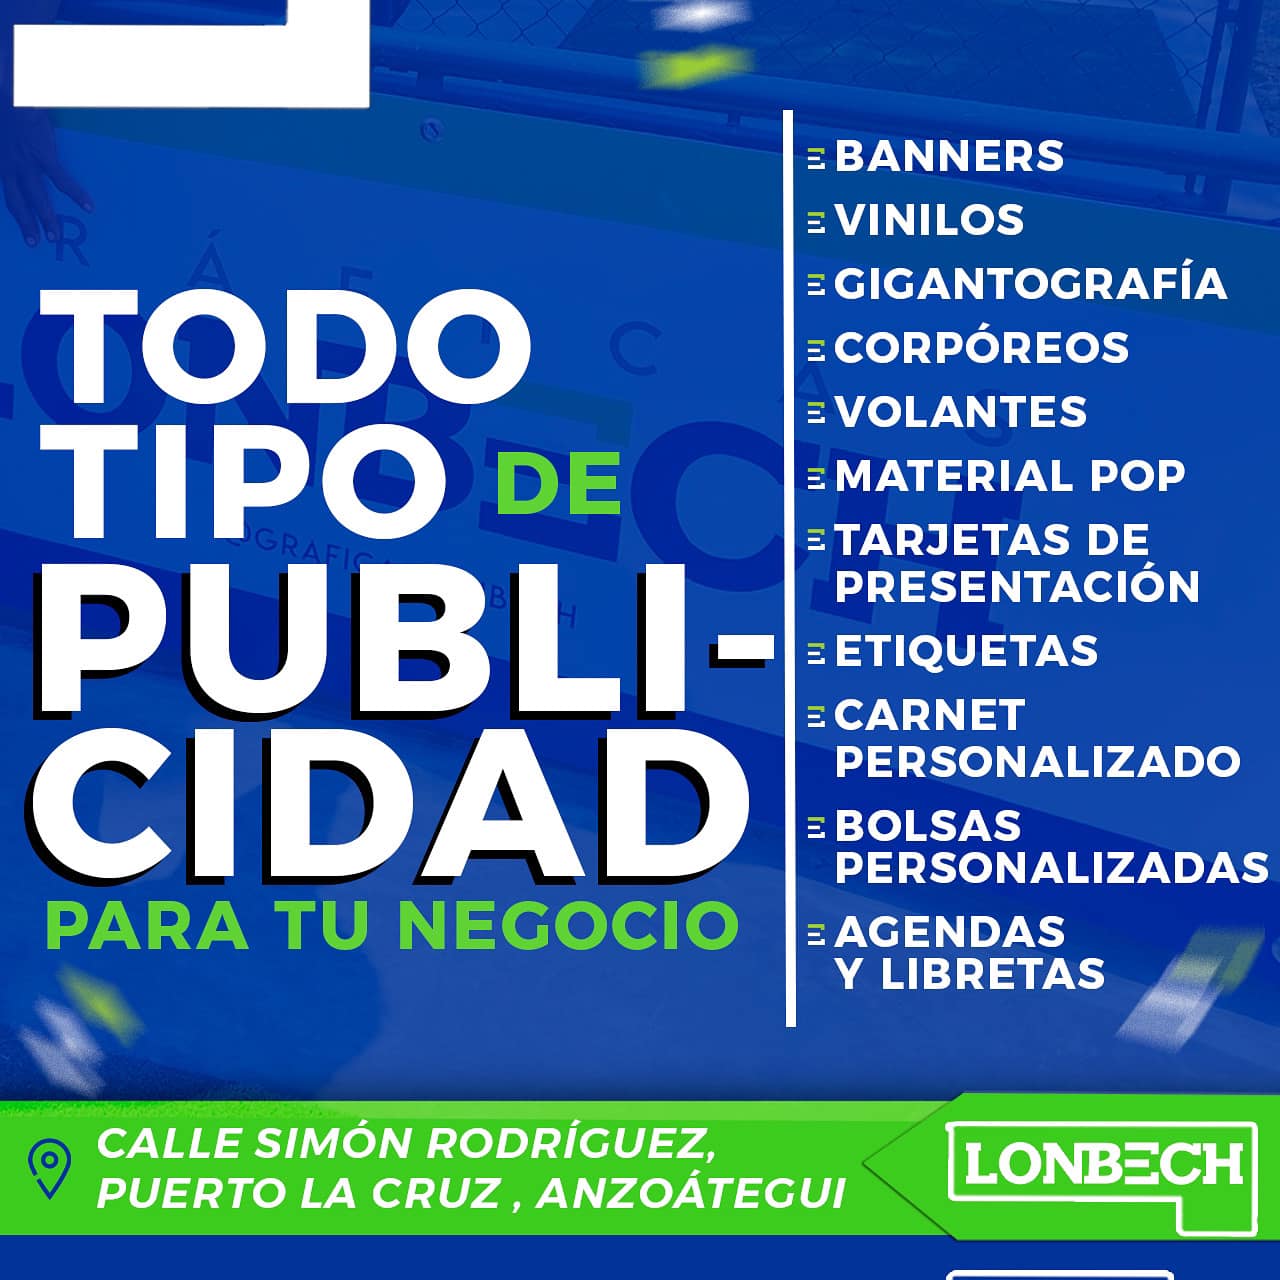 TODO
TIPO DE
PUBLI-
CIDAD
PARA TU NEGOCIO
BANNERS
VINILOS
GIGANTOGRAFÍA
CORPÓREOS
VOLANTES
MATERIAL POP
TARJETAS DE
PRESENTACIÓN
ETIQUETAS
CARNET
PERSONALIZADO
BOLSAS
PERSONALIZADAS
AGENDAS
Y LIBRETAS
CALLE SIMÓN RODRÍGUEZ,
PUERTO LA CRUZ , ANZOÁTEGUI
LONBECH